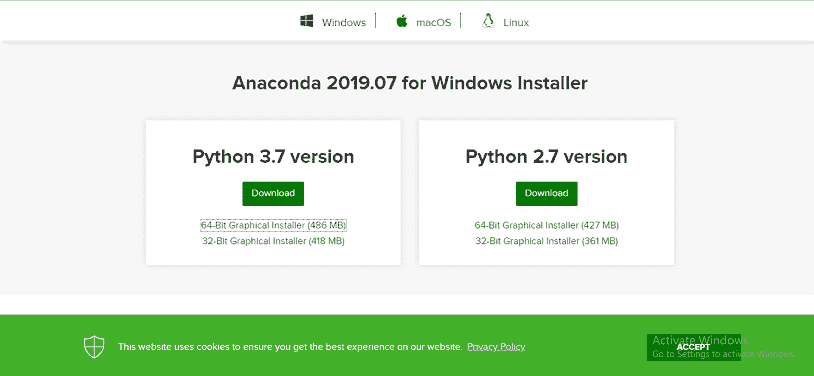 Windows macOS Linux
Anaconda 2019.07 for Windows Installer
Python 3.7 version
Download
64-Bit Graphical Installer (486 MB)
32-Bit Graphical Installer (418 MB)
Python 2.7 version
Download
64-Bit Graphical Installer (427 MB)
32-Bit Graphical Installer (361 MB)
This website uses cookies to ensure you get the best experience on our website. Privacy Policy
ACCEPT
Activate Windows
Go to Settings to activate Windows.